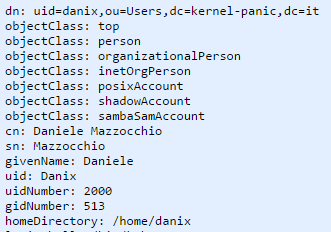 dn: uid=danix,ou=Users,dc=kernel-panic,dc=it
objectClass: top
objectClass: person
objectClass: organizationalPerson
objectClass: inetOrgPerson
objectClass: posixAccount
objectClass: shadowAccount
objectClass: sambaSamAccount
cn: Daniele Mazzocchio
sn: Mazzocchio
givenName: Daniele
uid: Danix
uidNumber: 2000
gidNumber: 513
homeDirectory: /home/danix